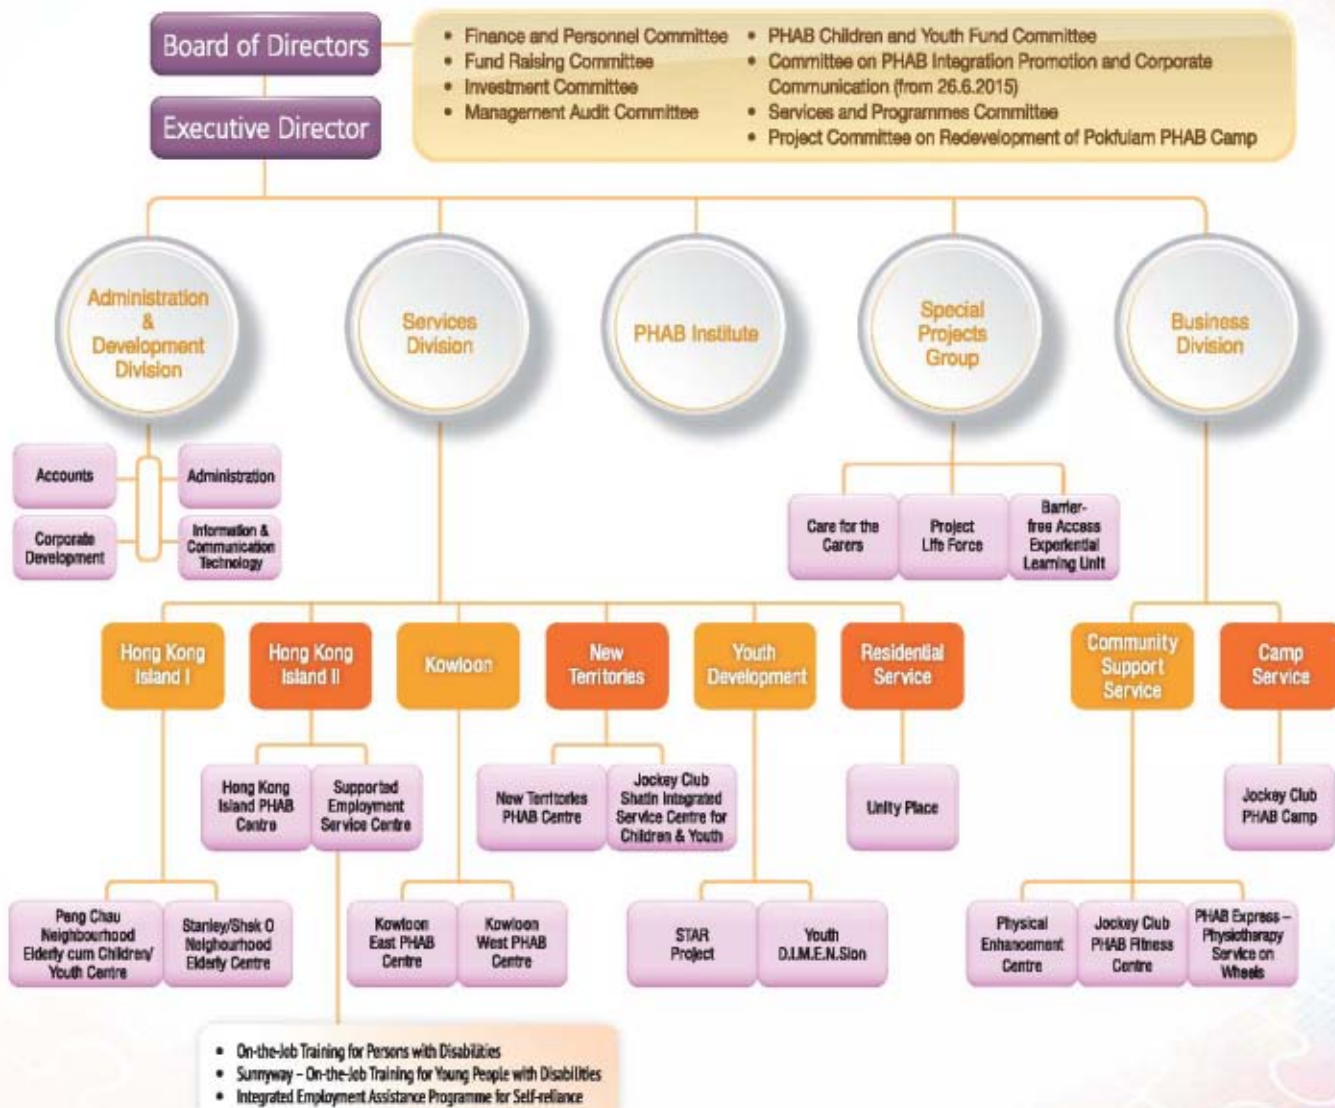 Board of Directors
Executive Director
• Finance and Personnel Committee
• Fund Raising Committee
• Investment Committee
• Management Audit Committee
• PHAB Children and Youth Fund Committee
• Committee on PHAB Integration Promotion and Corporate
Communication (from 26.6.2015)
• Services and Programmes Committee
• Project Committee on Redevelopment of Pokfulam PHAB Camp
Administration
&
Development
Division
Services
Division
PHAB Institute
Special
Projects
Group
Business
Division
Accounts
Administration
Corporate
Development
Information &
Communication
Technology
Care for the
Carers
Project
Life Force
Barrier-
free Access
Experiential
Learning Unit
Hong Kong
Island I
Hong Kong
Island II
Kowloon
New
Territories
Youth
Development
Residential
Service
Community
Support
Service
Camp
Service
Hong Kong
Island PHAB
Centre
Supported
Employment
Service Centre
New Territories
PHAB Centre
Jockey Club
Shatin Integrated
Service Centre for
Children & Youth
Unity Place
Jockey Club
PHAB Camp
Peng Chau
Neighbourhood
Elderly cum Children/
Youth Centre
Stanley/Shek O
Neighbourhood
Elderly Centre
Kowloon
East PHAB
Centre
Kowloon
West PHAB
Centre
STAR
Project
Youth
D.I.M.E.N.Sion
Physical
Enhancement
Centre
Jockey Club
PHAB Fitness
Centre
PHAB Express –
Physiotherapy
Service on
Wheels
• On-the-Job Training for Persons with Disabilities
• Sunnyway – On-the-Job Training for Young People with Disabilities
• Integrated Employment Assistance Programme for Self-reliance